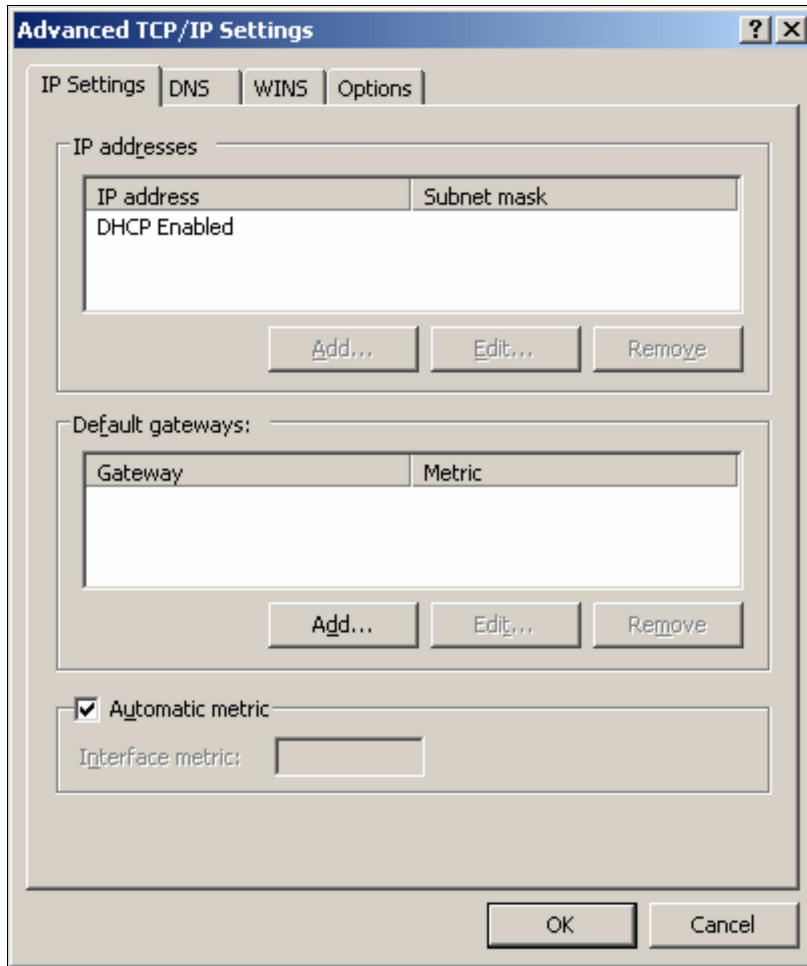 Advanced TCP/IP Settings
IP Settings DNS WINS Options
IP addresses
IP address Subnet mask
DHCP Enabled
Add... Edit... Remove
Default gateways:
Gateway Metric
Add... Edit... Remove
Automatic metric
Interface metric:
OK Cancel